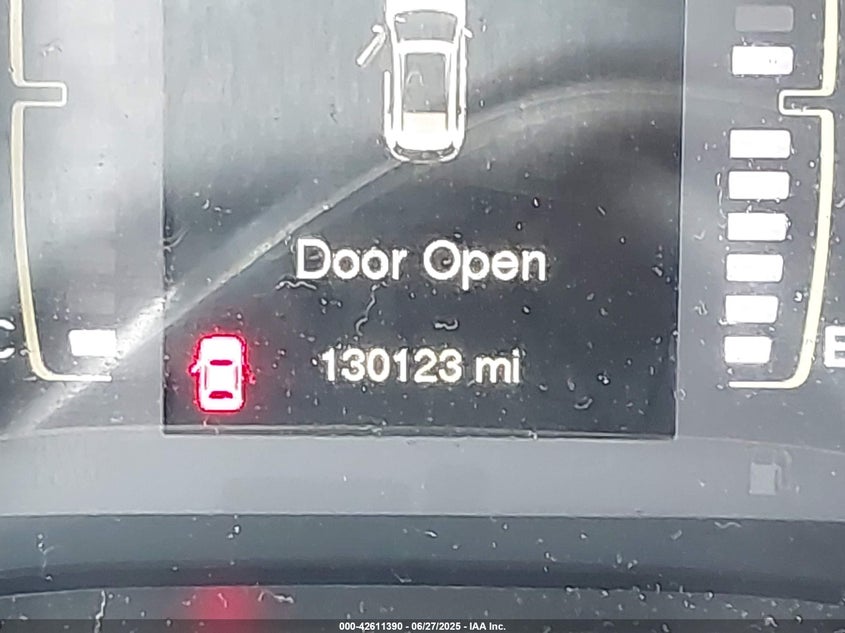 Door Open
130123 mi
C
E
000-42611390 - 06/27/2025 - IAA Inc.